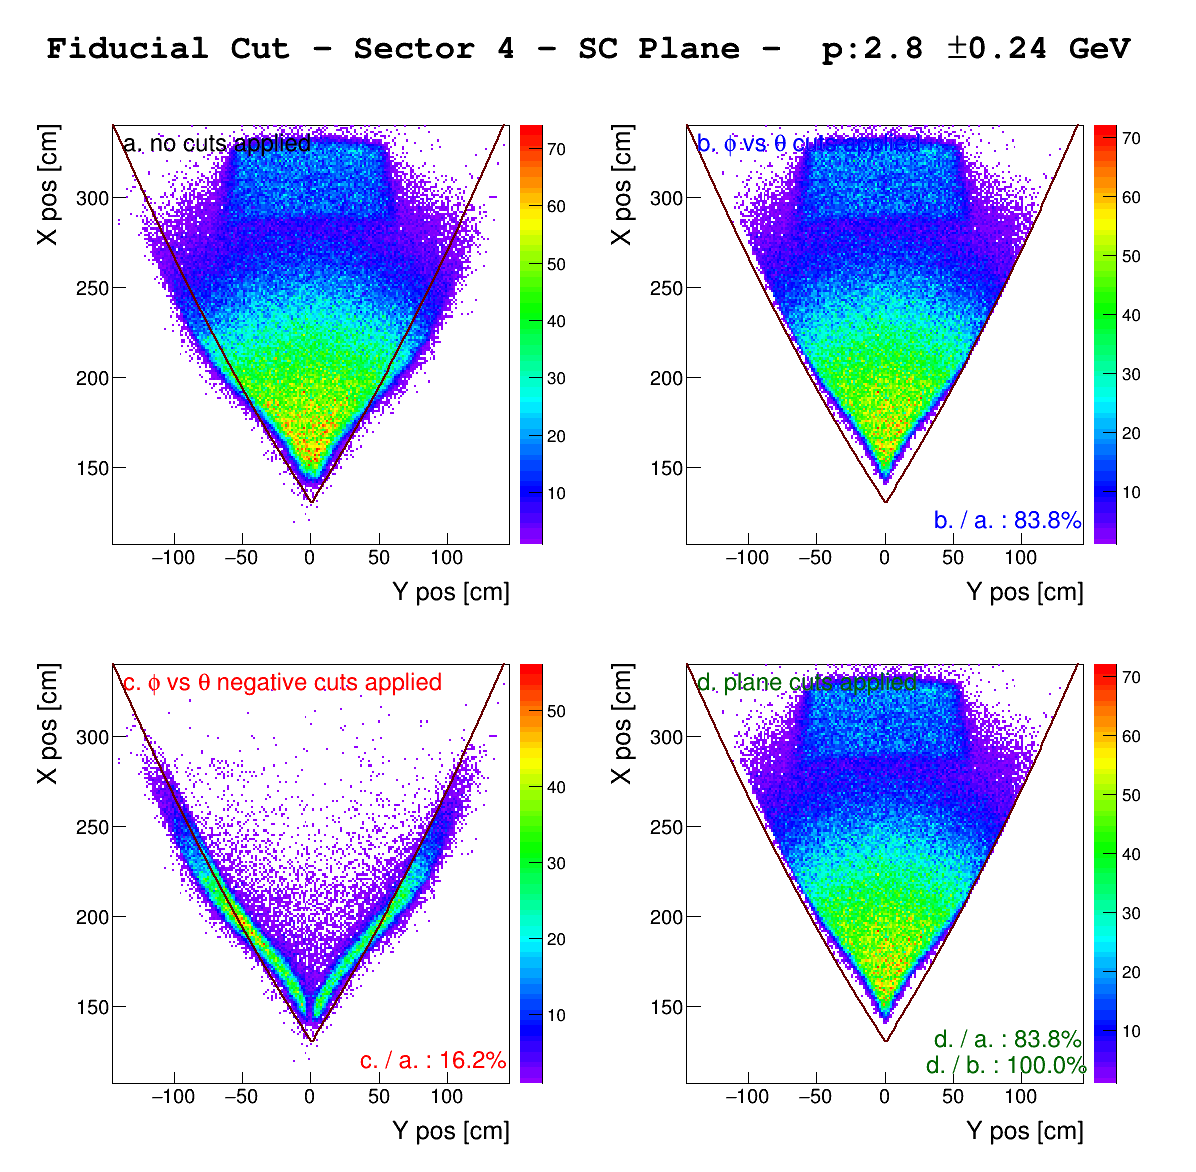 Fiducial Cut − Sector 4 − SC Plane − p:2.8 ±0.24 GeV
a. no cuts applied
X pos [cm]
300
250
200
150
−100 −50 0 50 100
Y pos [cm]
70
60
50
40
30
20
10
b. ϕ vs θ cuts applied
X pos [cm]
300
250
200
150
b. / a. : 83.8%
−100 −50 0 50 100
Y pos [cm]
70
60
50
40
30
20
10
c. ϕ vs θ negative cuts applied
X pos [cm]
300
250
200
150
c. / a. : 16.2%
−100 −50 0 50 100
Y pos [cm]
50
40
30
20
10
d. plane cuts applied
X pos [cm]
300
250
200
150
d. / a. : 83.8%
d. / b. : 100.0%
−100 −50 0 50 100
Y pos [cm]
70
60
50
40
30
20
10